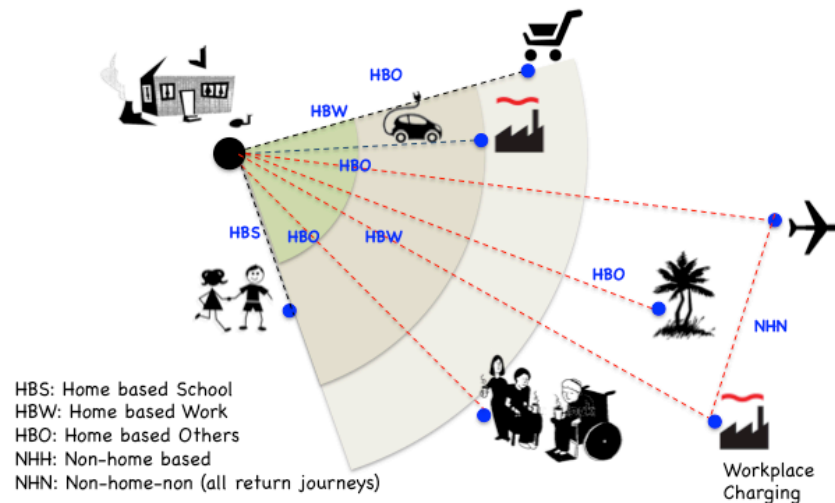 HBO
HBW
HBO
HBS
HBO
HBW
HBO
NHN
HBS: Home based School
HBW: Home based Work
HBO: Home based Others
NHH: Non-home based
NHN: Non-home-non (all return journeys)
Workplace
Charging